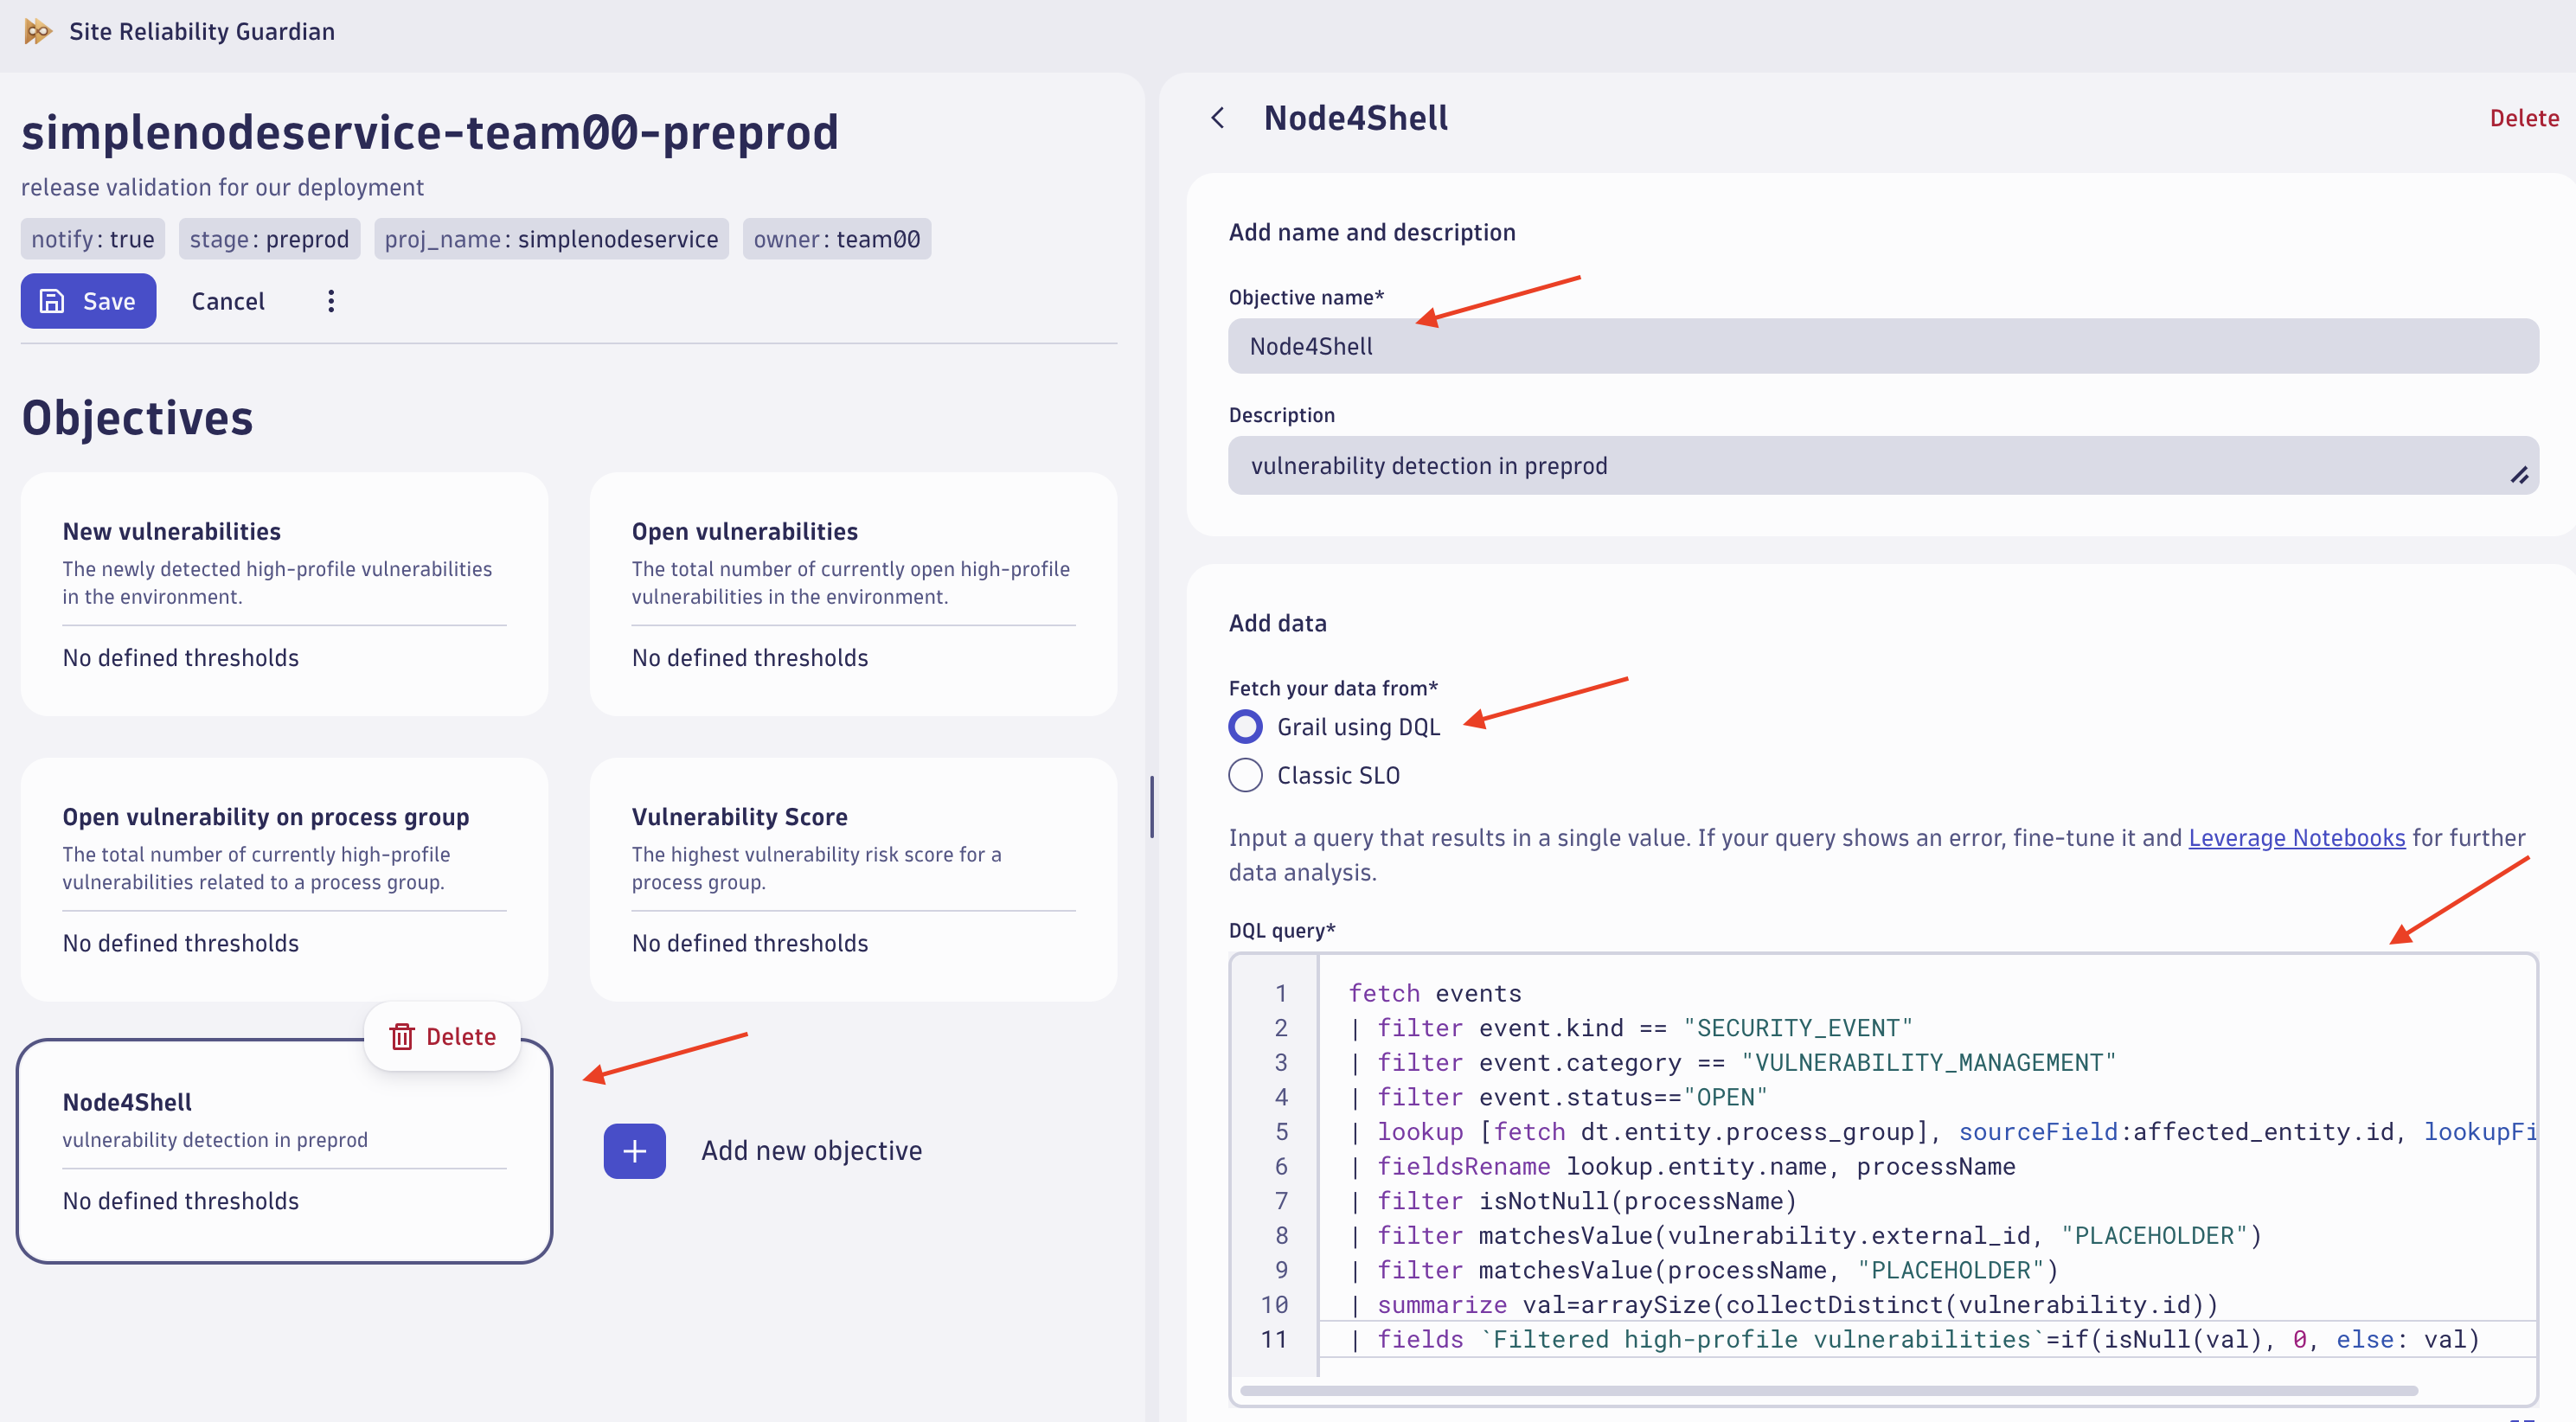 Site Reliability Guardian
simplenodeservice-team00-preprod
release validation for our deployment
notify: true stage: preprod proj_name: simplenodeservice owner: team00
Save Cancel
Objectives
New vulnerabilities
The newly detected high-profile vulnerabilities
in the environment.
No defined thresholds
Open vulnerabilities
The total number of currently open high-profile
vulnerabilities in the environment.
No defined thresholds
Open vulnerability on process group
The total number of currently high-profile
vulnerabilities related to a process group.
No defined thresholds
Vulnerability Score
The highest vulnerability risk score for a
process group.
No defined thresholds
Delete
Node4Shell
vulnerability detection in preprod
No defined thresholds
Add new objective
Node4Shell
Delete
Add name and description
Objective name*
Node4Shell
Description
vulnerability detection in preprod
Add data
Fetch your data from*
Grail using DQL
Classic SLO
Input a query that results in a single value. If your query shows an error, fine-tune it and Leverage Notebooks for further
data analysis.
DQL query*
1 fetch events
2 | filter event.kind == "SECURITY_EVENT"
3 | filter event.category == "VULNERABILITY_MANAGEMENT"
4 | filter event.status=="OPEN"
5 | lookup [fetch dt.entity.process_group], sourceField:affected_entity.id, lookupFi
6 | fieldsRename lookup.entity.name, processName
7 | filter isNotNull(processName)
8 | filter matchesValue(vulnerability.external_id, "PLACEHOLDER")
9 | filter matchesValue(processName, "PLACEHOLDER")
10 | summarize val=arraySize(collectDistinct(vulnerability.id))
11 | fields `Filtered high-profile vulnerabilities`=if(isNull(val), 0, else: val)